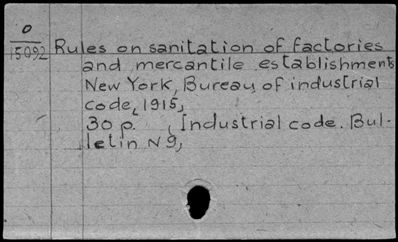 0
15092
Rules on sanitation of factories
and mercantile establishments
New York, Bureau of industrial
code, 1915,
30 p. , Industrial code. Bul-
letin N 9,